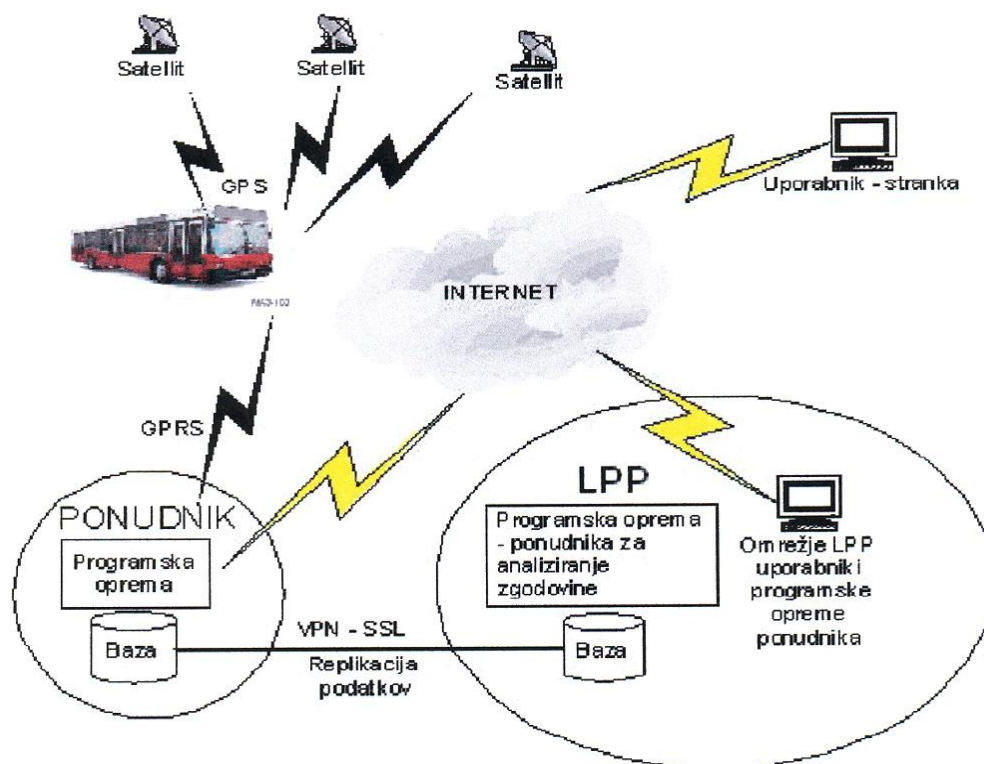 Satellit
Satellit
Satellit
GPS
Uporabnik - stranka
INTERNET
GPRS
PONUDNIK
Programska
oprema
Baza
VPN - SSL
Replikacija
podatkov
LPP
Programska oprema
- ponudnika za
analiziranje
zgodovine
Baza
Omrežje LPP
uporabniki
programske
opreme
ponudnika